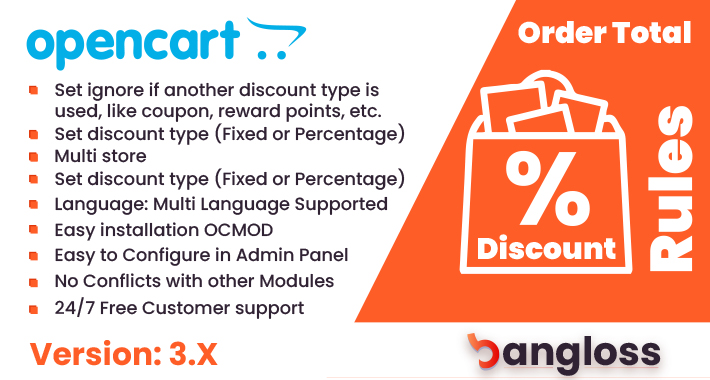 opencart
Order Total
Set ignore if another discount type is
used, like coupon, reward points, etc.
Set discount type (Fixed or Percentage)
Multi store
Set discount type (Fixed or Percentage)
Language: Multi Language Supported
Easy installation OCMOD
Easy to Configure in Admin Panel
No Conflicts with other Modules
24/7 Free Customer support
%
Discount
Rules
Version: 3.X
bangloss